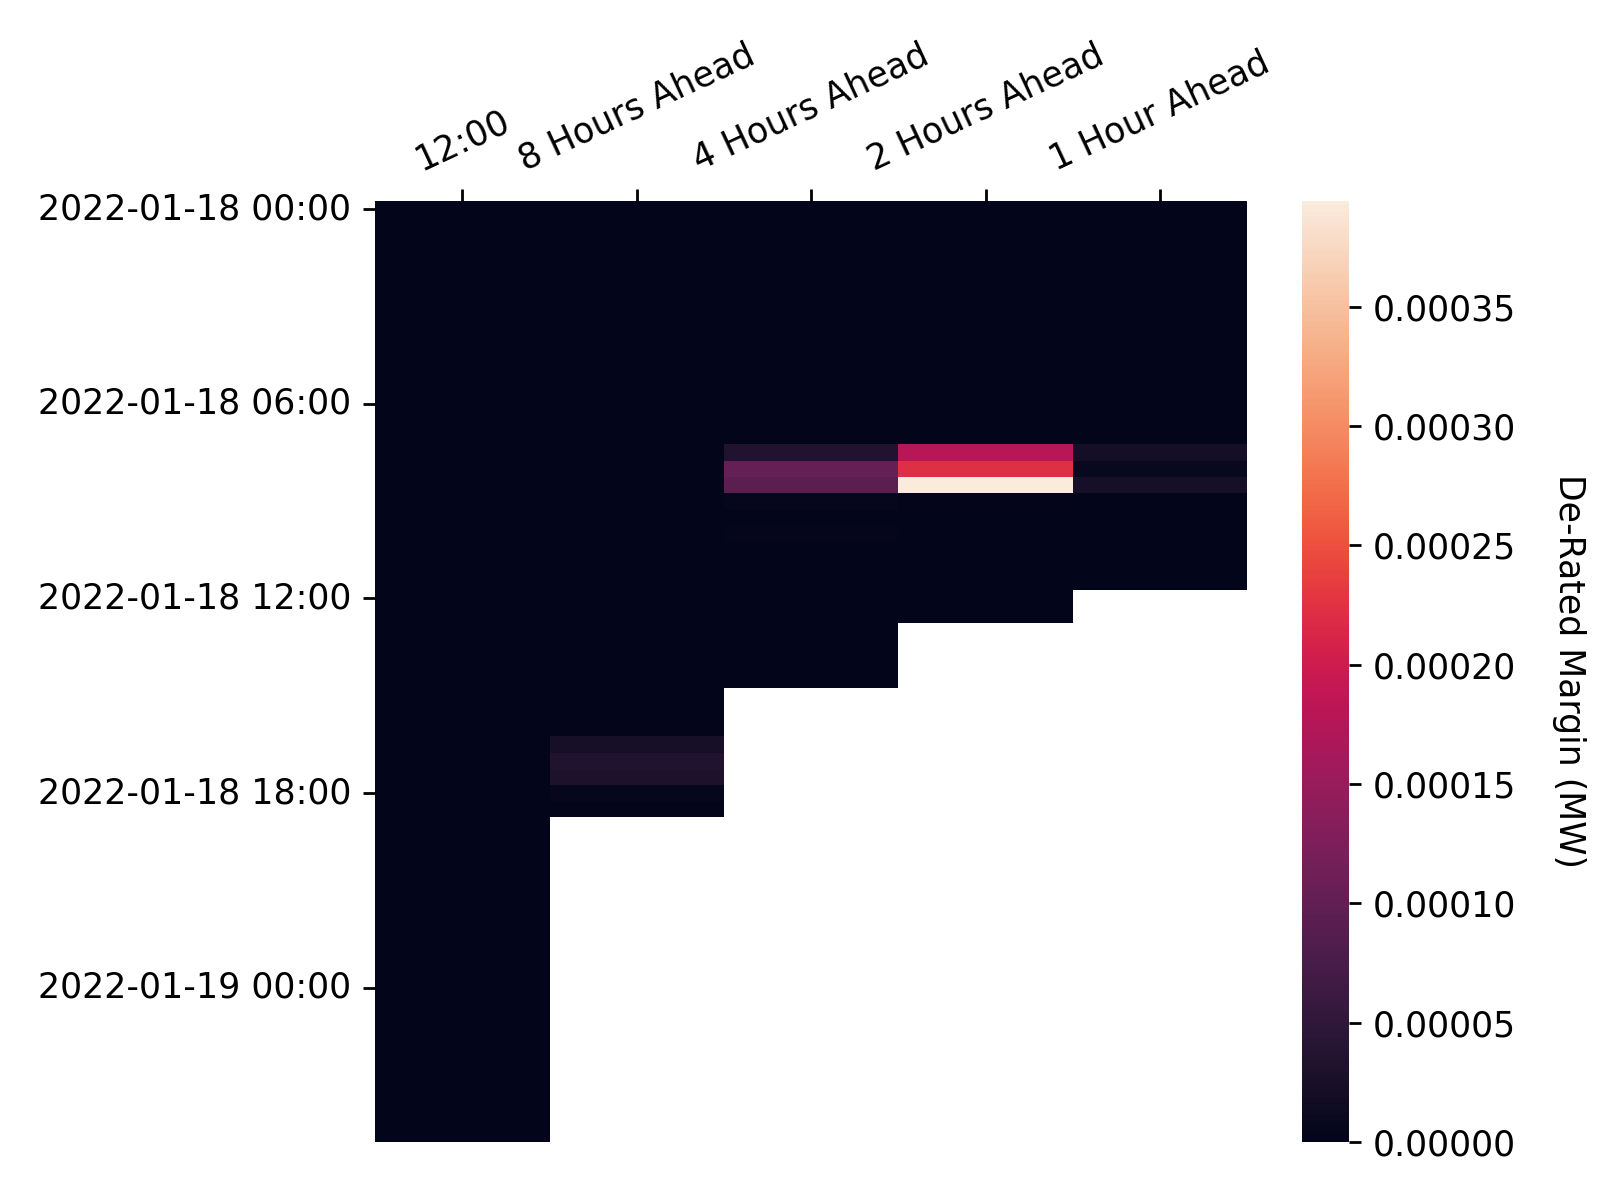 12:00
8 Hours Ahead
4 Hours Ahead
2 Hours Ahead
1 Hour Ahead
2022-01-18 00:00
2022-01-18 06:00
2022-01-18 12:00
2022-01-18 18:00
2022-01-19 00:00
0.00035
0.00030
0.00025
0.00020
0.00015
0.00010
0.00005
0.00000
De-Rated Margin (MW)